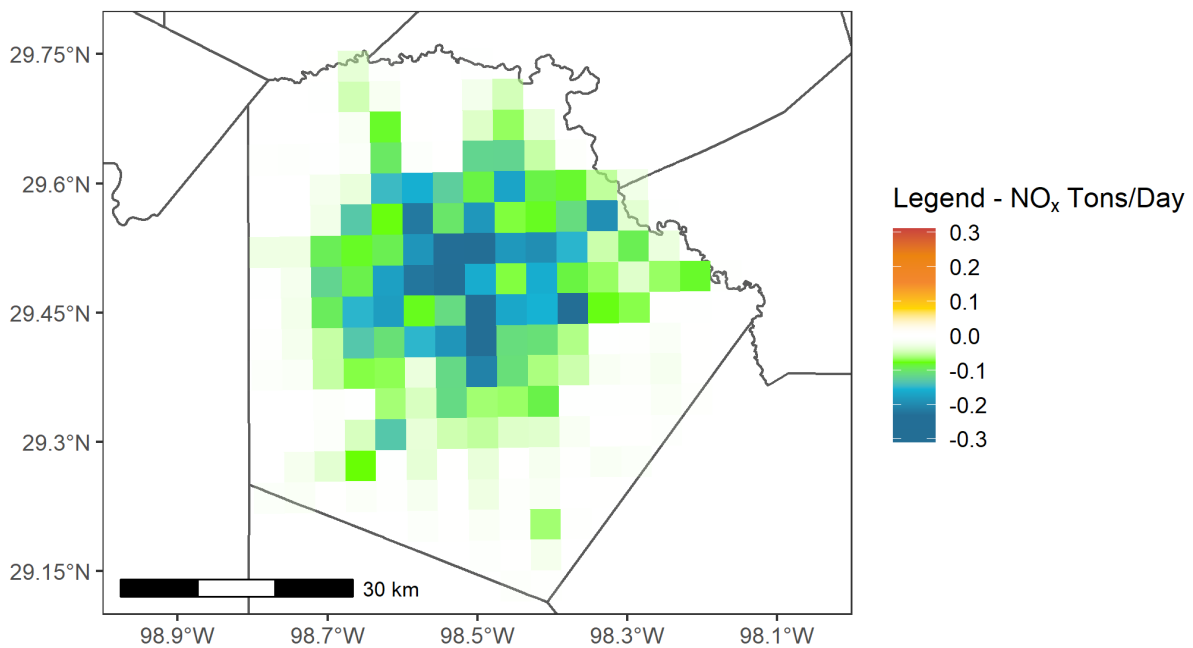 29.75°N
29.6°N
29.45°N
29.3°N
29.15°N
30 km
98.9°W
98.7°W
98.5°W
98.3°W
98.1°W
Legend - NOₓ Tons/Day
0.3
0.2
0.1
0.0
-0.1
-0.2
-0.3